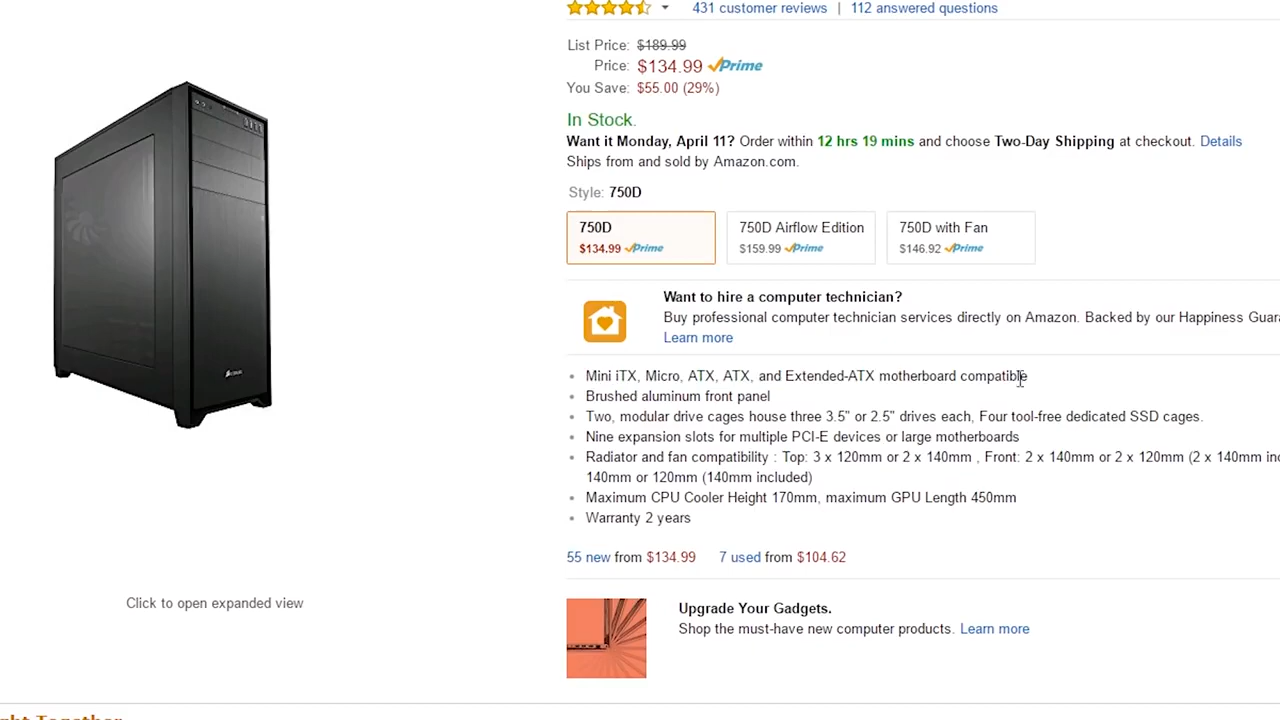 431 customer reviews | 112 answered questions
List Price: $189.99
Price: $134.99 Prime
You Save: $55.00 (29%)
In Stock.
Want it Monday, April 11? Order within 12 hrs 19 mins and choose Two-Day Shipping at checkout. Details
Ships from and sold by Amazon.com.
Style: 750D
750D
$134.99 Prime
750D Airflow Edition
$159.99 Prime
750D with Fan
$146.92 Prime
Want to hire a computer technician?
Buy professional computer technician services directly on Amazon. Backed by our Happiness
Learn more
Mini iTX, Micro, ATX, ATX, and Extended-ATX motherboard compatible
Brushed aluminum front panel
Two, modular drive cages house three 3.5" or 2.5" drives each, Four tool-free dedicated SSD cages.
Nine expansion slots for multiple PCI-E devices or large motherboards
Radiator and fan compatibility : Top: 3 x 120mm or 2 x 140mm , Front: 2 x 140mm or 2 x 120mm (2 x 140mm
140mm or 120mm (140mm included)
Maximum CPU Cooler Height 170mm, maximum GPU Length 450mm
Warranty 2 years
55 new from $134.99 7 used from $104.62
Click to open expanded view
Upgrade Your Gadgets.
Shop the must-have new computer products. Learn more
Together